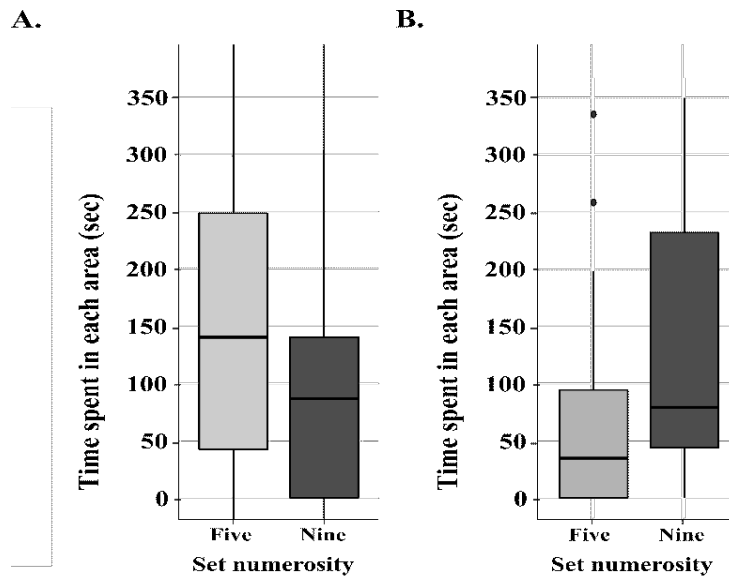 A.
Time spent in each area (sec)
350
300
250
200
150
100
50
0
Five Nine
Set numerosity
B.
Time spent in each area (sec)
350
300
250
200
150
100
50
0
Five Nine
Set numerosity